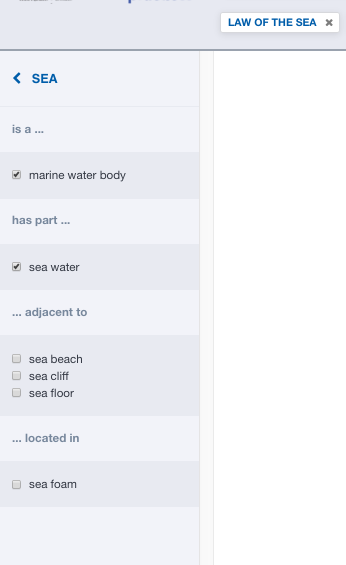 LAW OF THE SEA ✖
SEA
is a ...
marine water body
has part ...
sea water
... adjacent to
sea beach
sea cliff
sea floor
... located in
sea foam